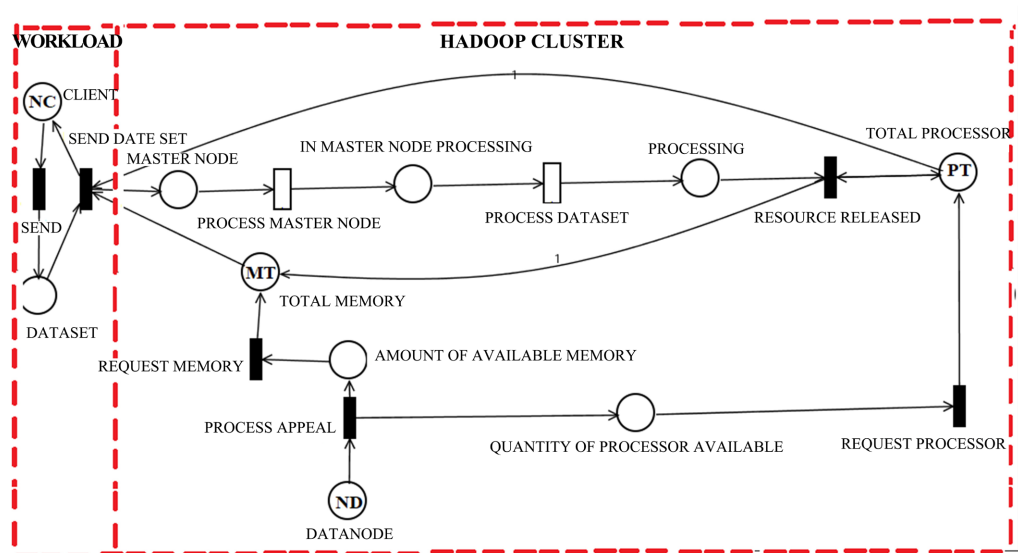 WORKLOAD
HADOOP CLUSTER
1
NC
CLIENT
SEND DATE SET
MASTER NODE
IN MASTER NODE PROCESSING
PROCESSING
TOTAL PROCESSOR
PT
PROCESS MASTER NODE
PROCESS DATASET
RESOURCE RELEASED
SEND
1
MT
TOTAL MEMORY
DATASET
REQUEST MEMORY
AMOUNT OF AVAILABLE MEMORY
PROCESS APPEAL
QUANTITY OF PROCESSOR AVAILABLE
REQUEST PROCESSOR
ND
DATANODE